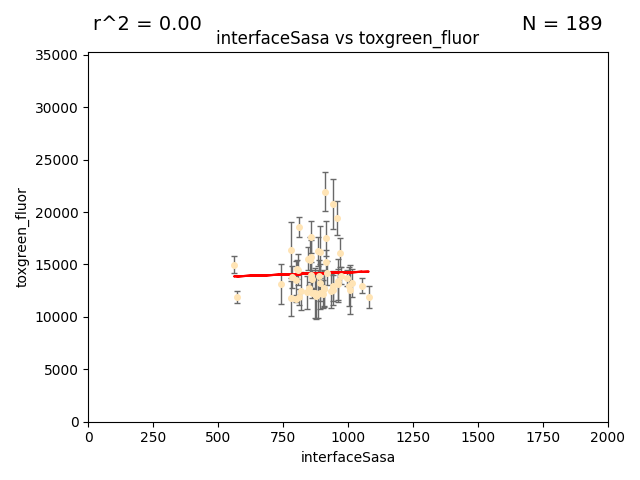 r^2 = 0.00
N = 189
interfaceSasa vs toxgreen_fluor
35000
30000
25000
20000
15000
10000
5000
0
toxgreen_fluor
0 250 500 750 1000 1250 1500 1750 2000
interfaceSasa